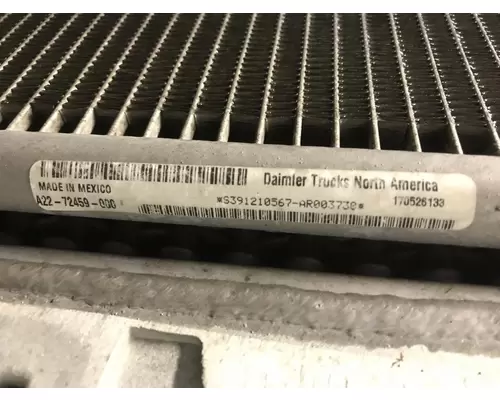 Daimler Trucks North America
MADE IN MEXICO
A22-72459-000
*S391210567-AR003738*
170526133